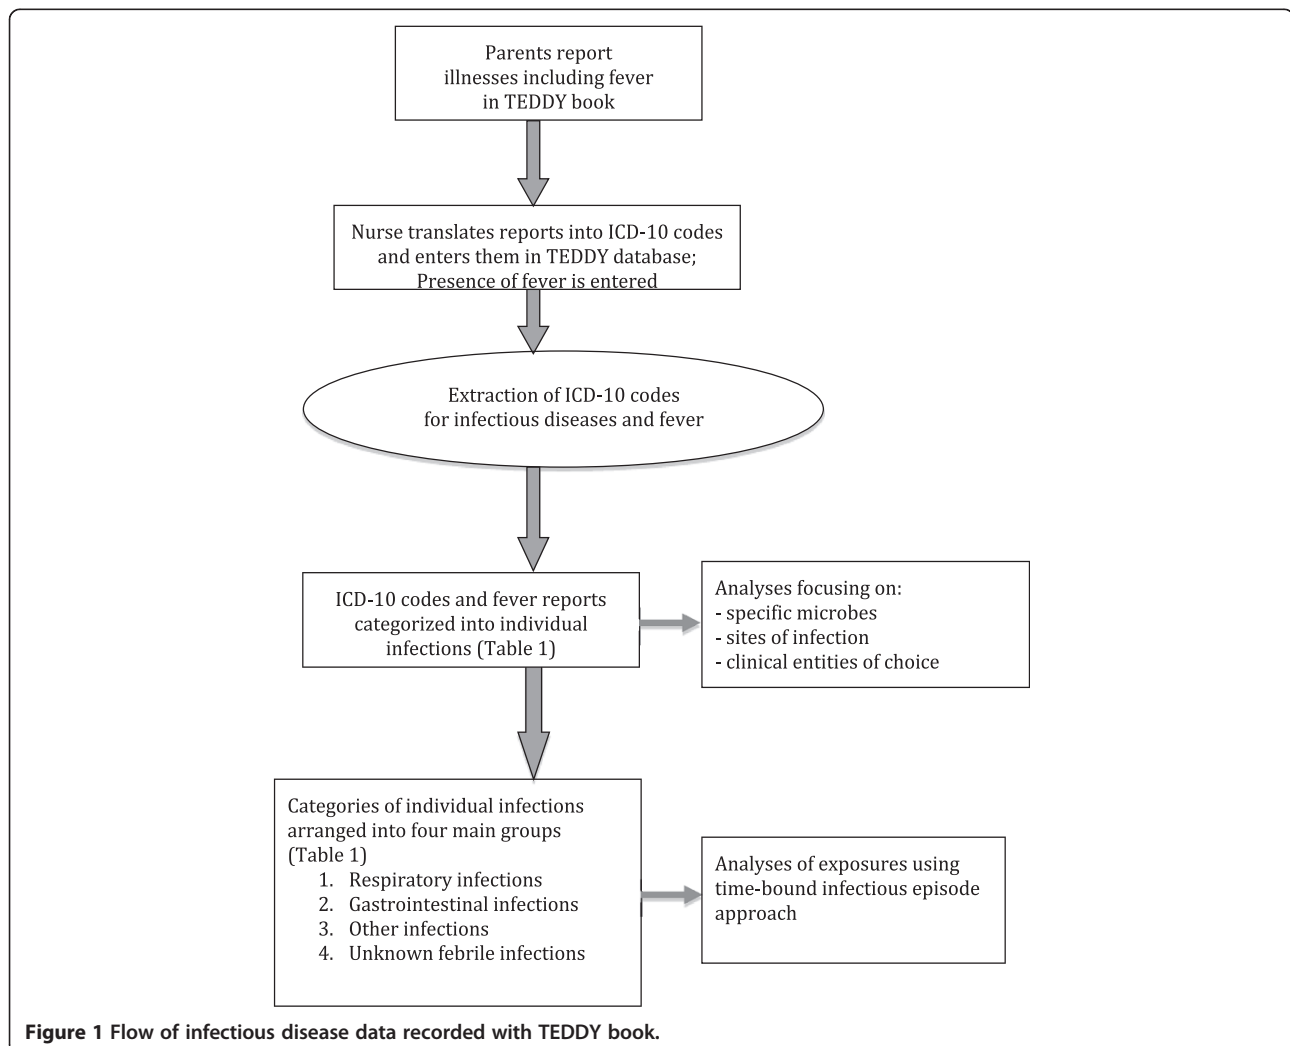 Parents report
illnesses including fever
in TEDDY book
Nurse translates reports into ICD-10 codes
and enters them in TEDDY database;
Presence of fever is entered
Extraction of ICD-10 codes
for infectious diseases and fever
ICD-10 codes and fever reports
categorized into individual
infections (Table 1)
Analyses focusing on:
- specific microbes
- sites of infection
- clinical entities of choice
Categories of individual infections
arranged into four main groups
(Table 1)
1. Respiratory infections
2. Gastrointestinal infections
3. Other infections
4. Unknown febrile infections
Analyses of exposures using
time-bound infectious episode
approach
Figure 1 Flow of infectious disease data recorded with TEDDY book.